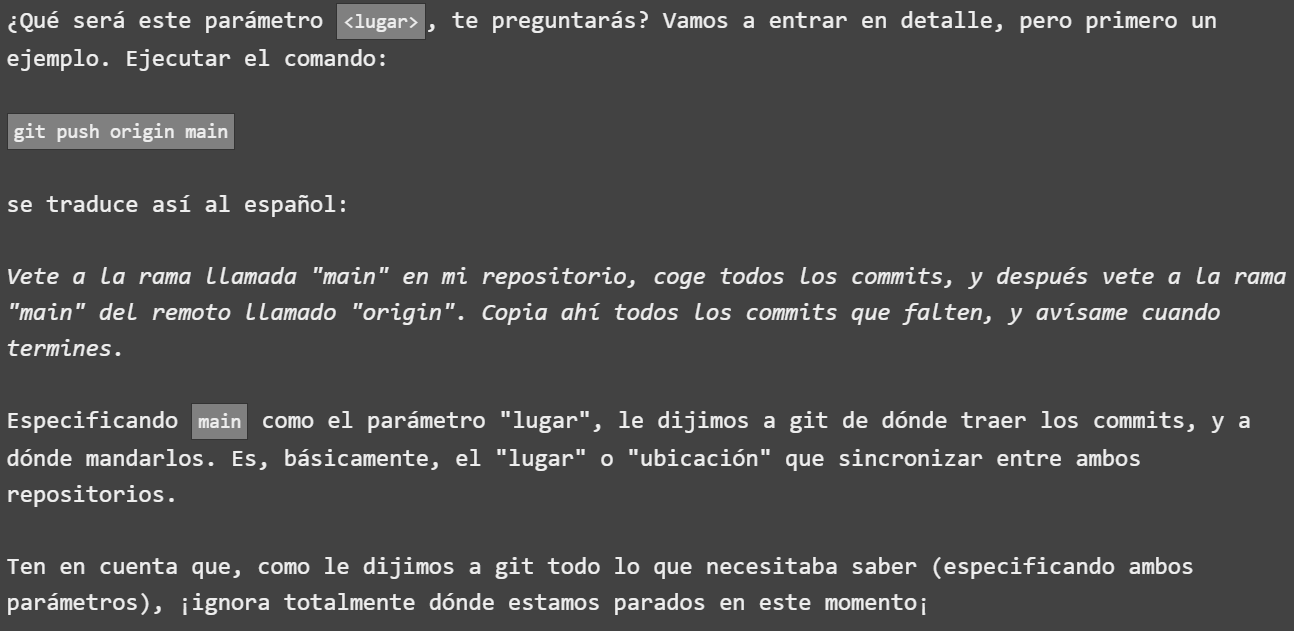 ¿Qué será este parámetro <lugar>, te preguntarás? Vamos a entrar en detalle, pero primero un
ejemplo. Ejecutar el comando:
git push origin main
se traduce así al español:
Vete a la rama llamada "main" en mi repositorio, coge todos los commits, y después vete a la rama
"main" del remoto llamado "origin". Copia ahí todos los commits que falten, y avísame cuando
termines.
Especificando main como el parámetro "lugar", le dijimos a git de dónde traer los commits, y a
dónde mandarlos. Es, básicamente, el "lugar" o "ubicación" que sincronizar entre ambos
repositorios.
Ten en cuenta que, como le dijimos a git todo lo que necesitaba saber (especificando ambos
parámetros), ¡ignora totalmente dónde estamos parados en este momento¡